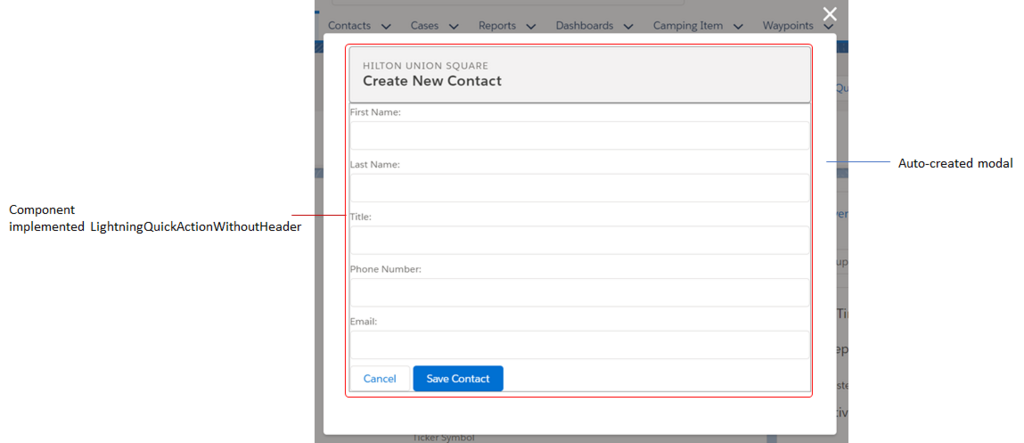 Contacts Cases Reports Dashboards Camping Item Waypoints
HILTON UNION SQUARE
Create New Contact
First Name:
Last Name:
Title:
Phone Number:
Email:
Cancel Save Contact
Auto-created modal
Component
implemented LightningQuickActionWithoutHeader
Ticker Symbol